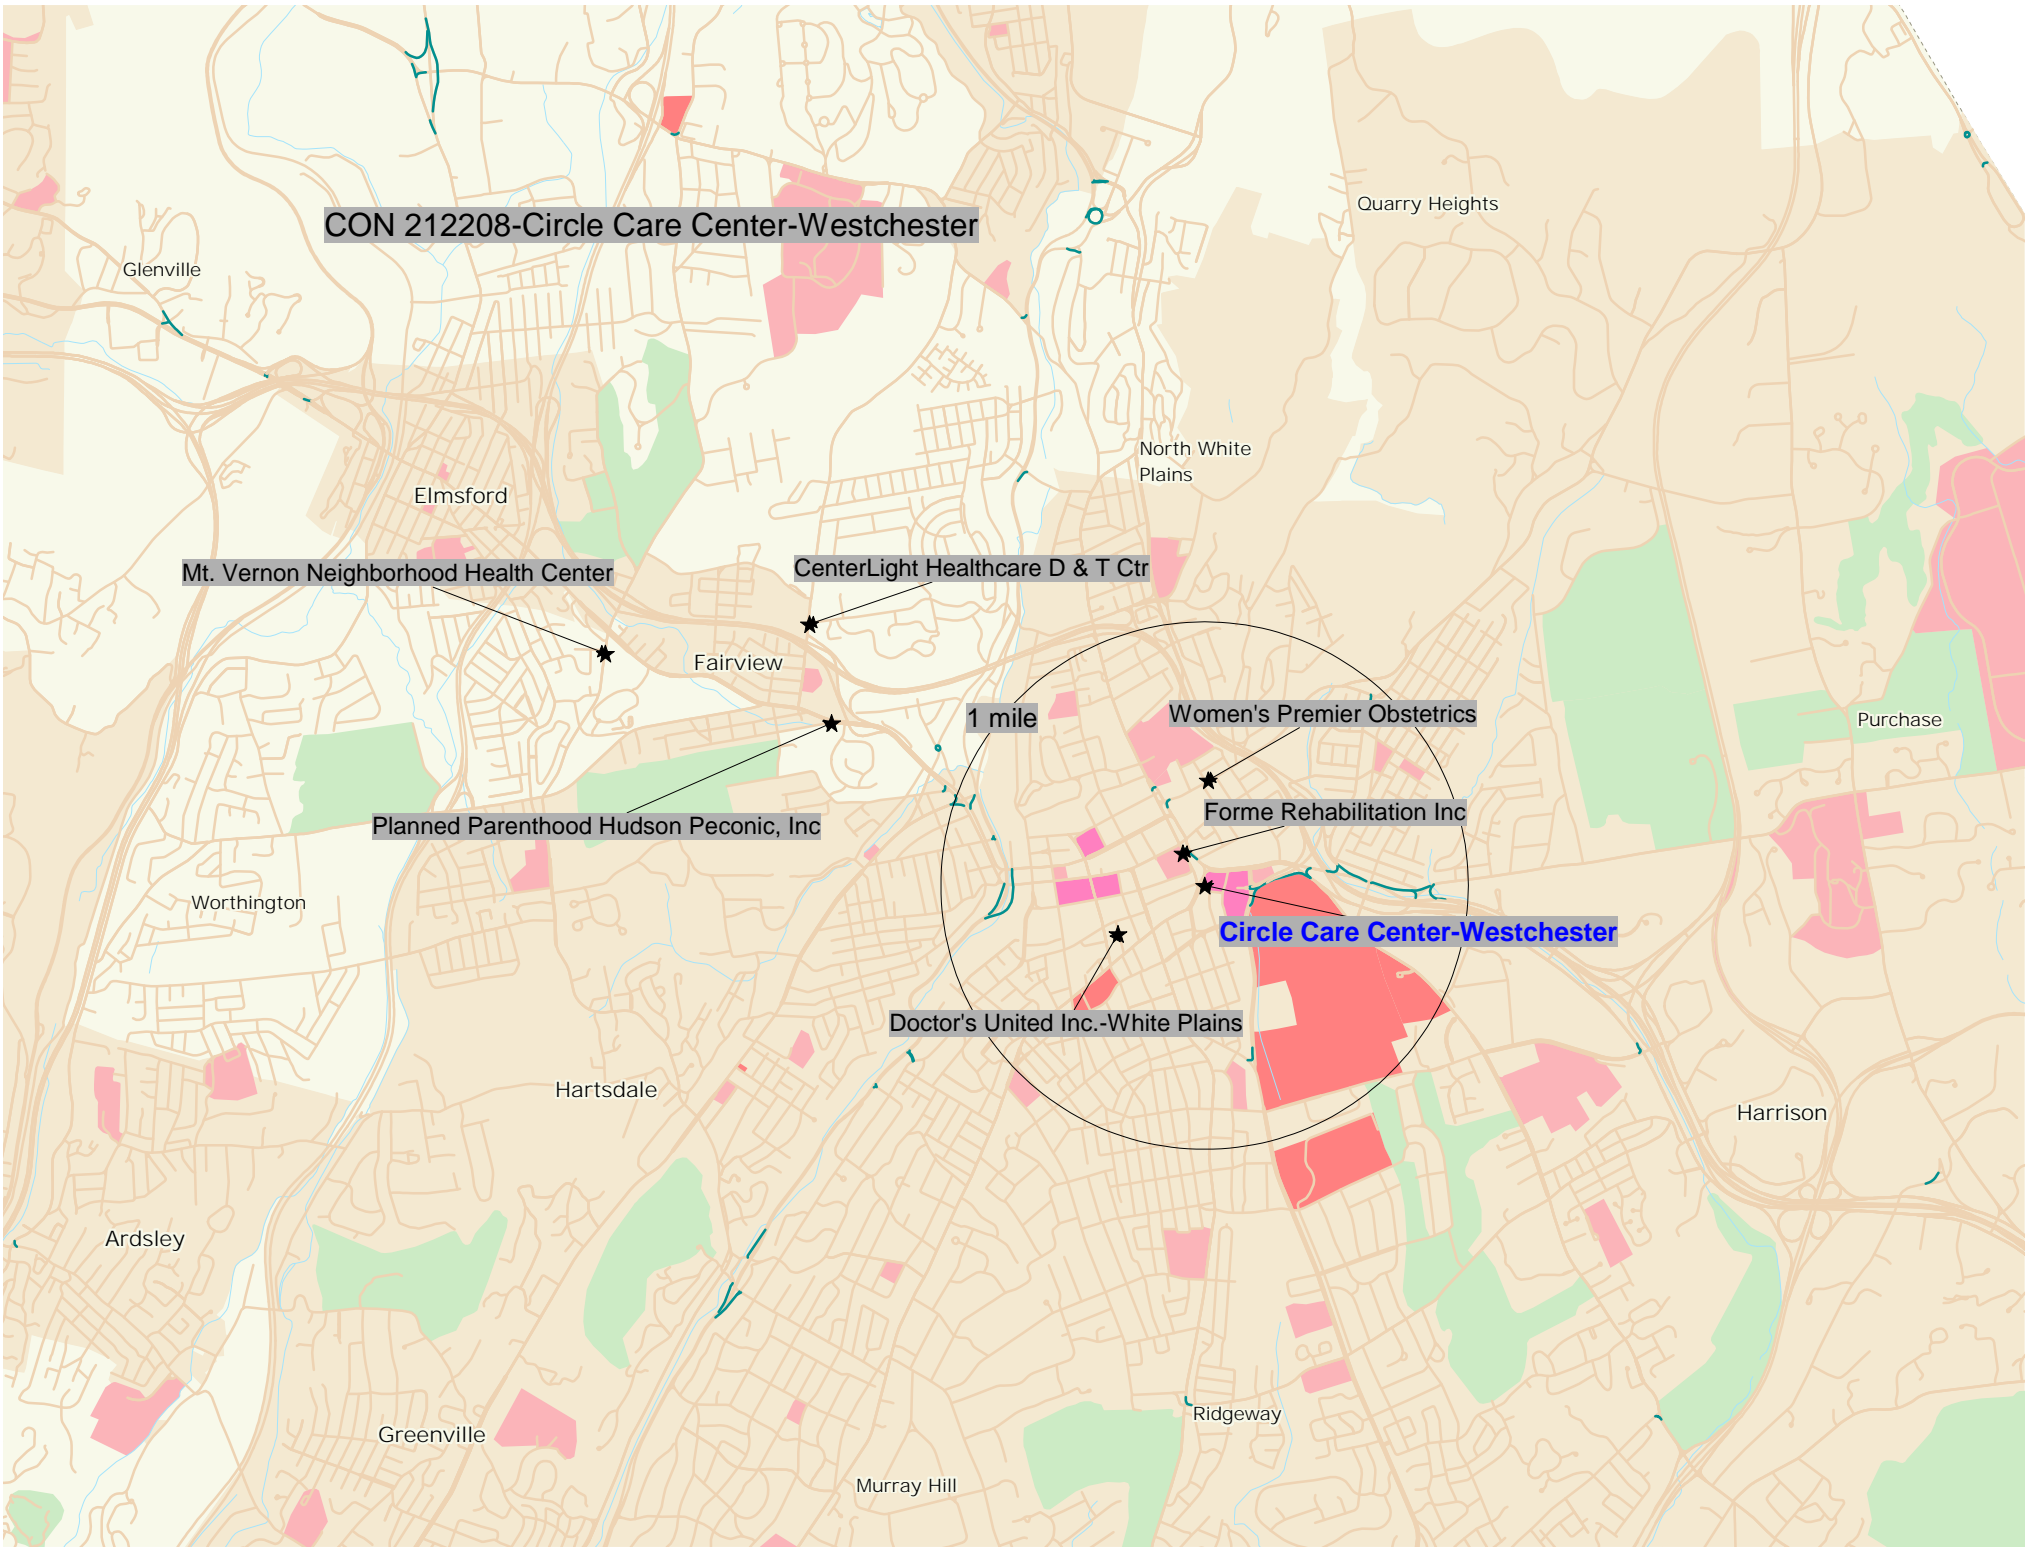 Quarry Heights
CON 212208-Circle Care Center-Westchester
Glenville
North White
Plains
Elmsford
Mt. Vernon Neighborhood Health Center
CenterLight Healthcare D & T Ctr
Fairview
1 mile
Women's Premier Obstetrics
Purchase
Forme Rehabilitation Inc
Planned Parenthood Hudson Peconic, Inc
Worthington
Circle Care Center-Westchester
Doctor's United Inc.-White Plains
Hartsdale
Harrison
Ardsley
Ridgeway
Greenville
Murray Hill